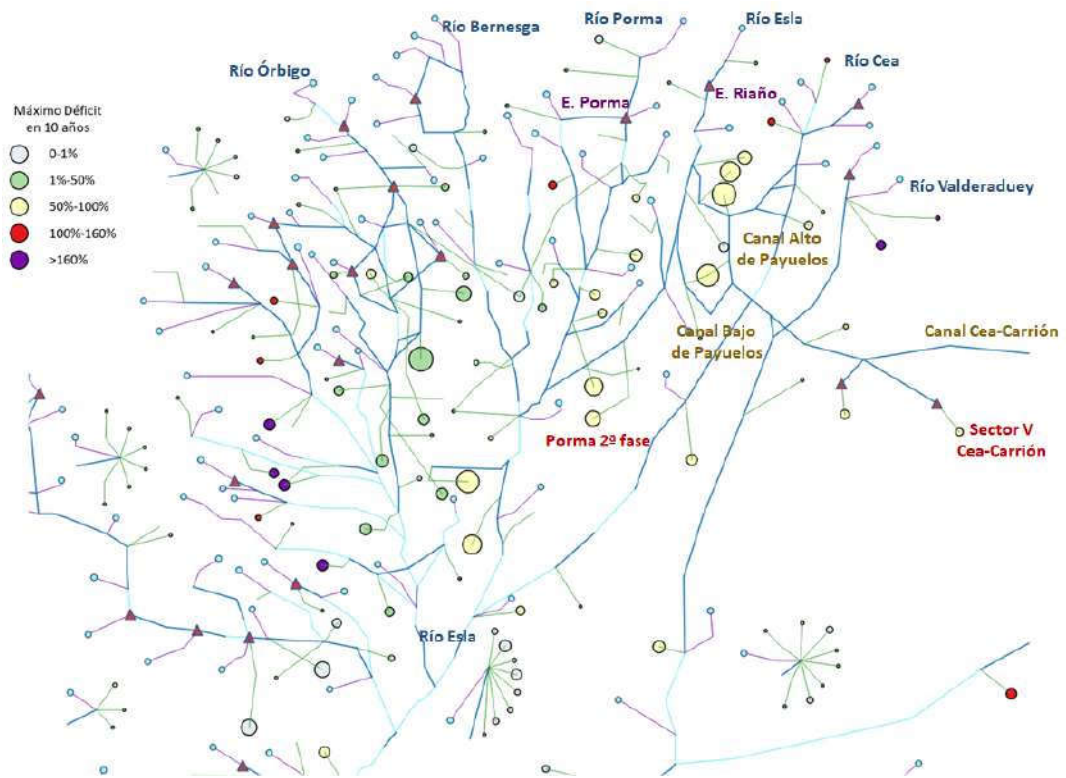 Río Bernesga
Río Porma
Río Esla
Río Órbigo
Río Cea
E. Porma
E. Riaño
Máximo Déficit
en 10 años
0-1%
1%-50%
50%-100%
100%-160%
>160%
Río Valderaduey
Canal Alto
de Payuelos
Canal Bajo
de Payuelos
Canal Cea-Carrión
Porma 2ª fase
Sector V
Cea-Carrión
Río Esla